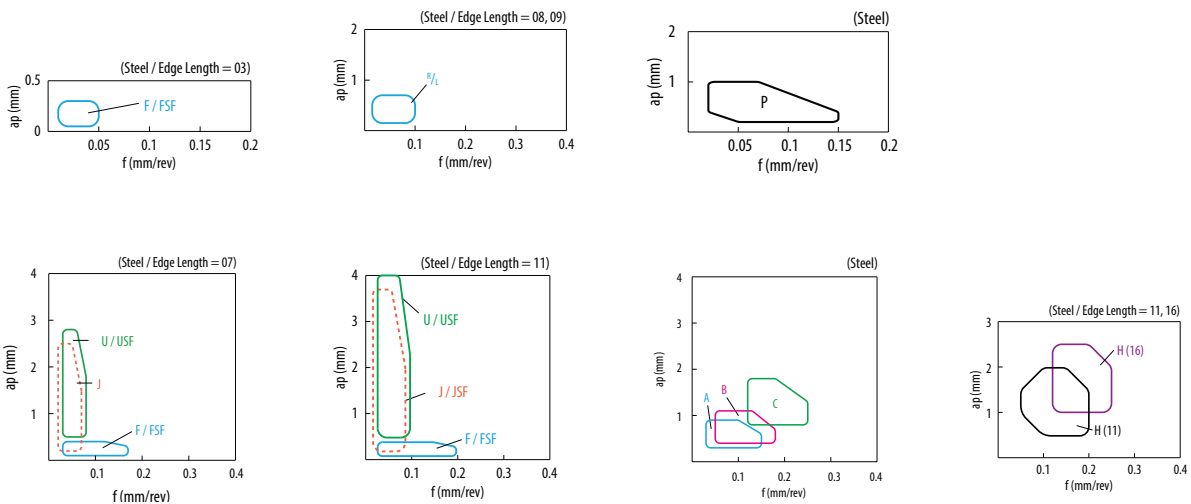 (Steel / Edge Length = 03)
0.5
ap (mm)
F / FSF
0
0.05
0.1
0.15
0.2
f (mm/rev)
(Steel / Edge Length = 08, 09)
2
ap (mm)
1
R/L
0.1
0.2
0.3
0.4
f (mm/rev)
(Steel)
2
ap (mm)
1
P
0.05
0.1
0.15
0.2
f (mm/rev)
(Steel / Edge Length = 07)
4
3
ap (mm)
2
1
U / USF
J
F / FSF
0.1
0.2
0.3
0.4
f (mm/rev)
(Steel / Edge Length = 11)
4
3
ap (mm)
2
1
U / USF
J / JSF
F / FSF
0.1
0.2
0.3
0.4
f (mm/rev)
(Steel)
4
3
ap (mm)
2
1
A
B
C
0.1
0.2
0.3
0.4
f (mm/rev)
(Steel / Edge Length = 11, 16)
3
2
ap (mm)
1
H (16)
H (11)
0.1
0.2
0.3
0.4
f (mm/rev)